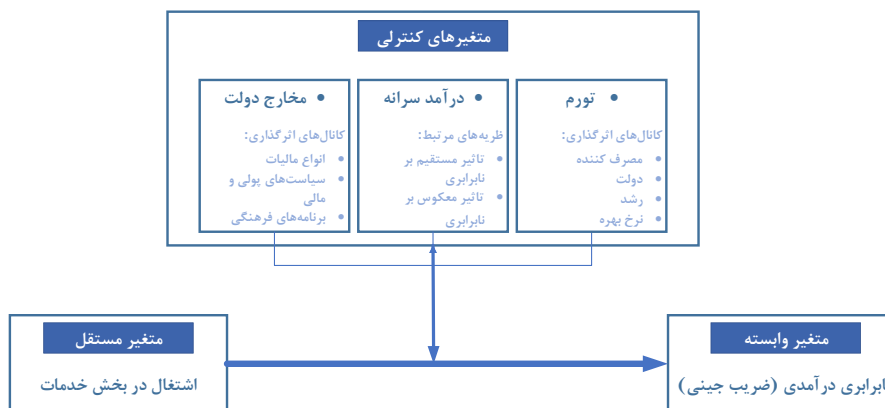 متغیرهای کنترلی
• تورم
کانال‌های اثرگذاری:
• مصرف کننده
• دولت
• رشد
• نرخ بهره
• درآمد سرانه
ظریه‌های مرتبط:
• تاثیر مستقیم بر
نابرابری
• تاثیر معکوس بر
نابرابری
• مخارج دولت
کانال‌های اثرگذاری:
• انواع مالیات
• سیاست‌های پولی و
مالی
• برنامه‌های فرهنگی
متغیر وابسته
ابرابری درآمدی (ضریب جینی)
متغیر مستقل
اشتغال در بخش خدمات